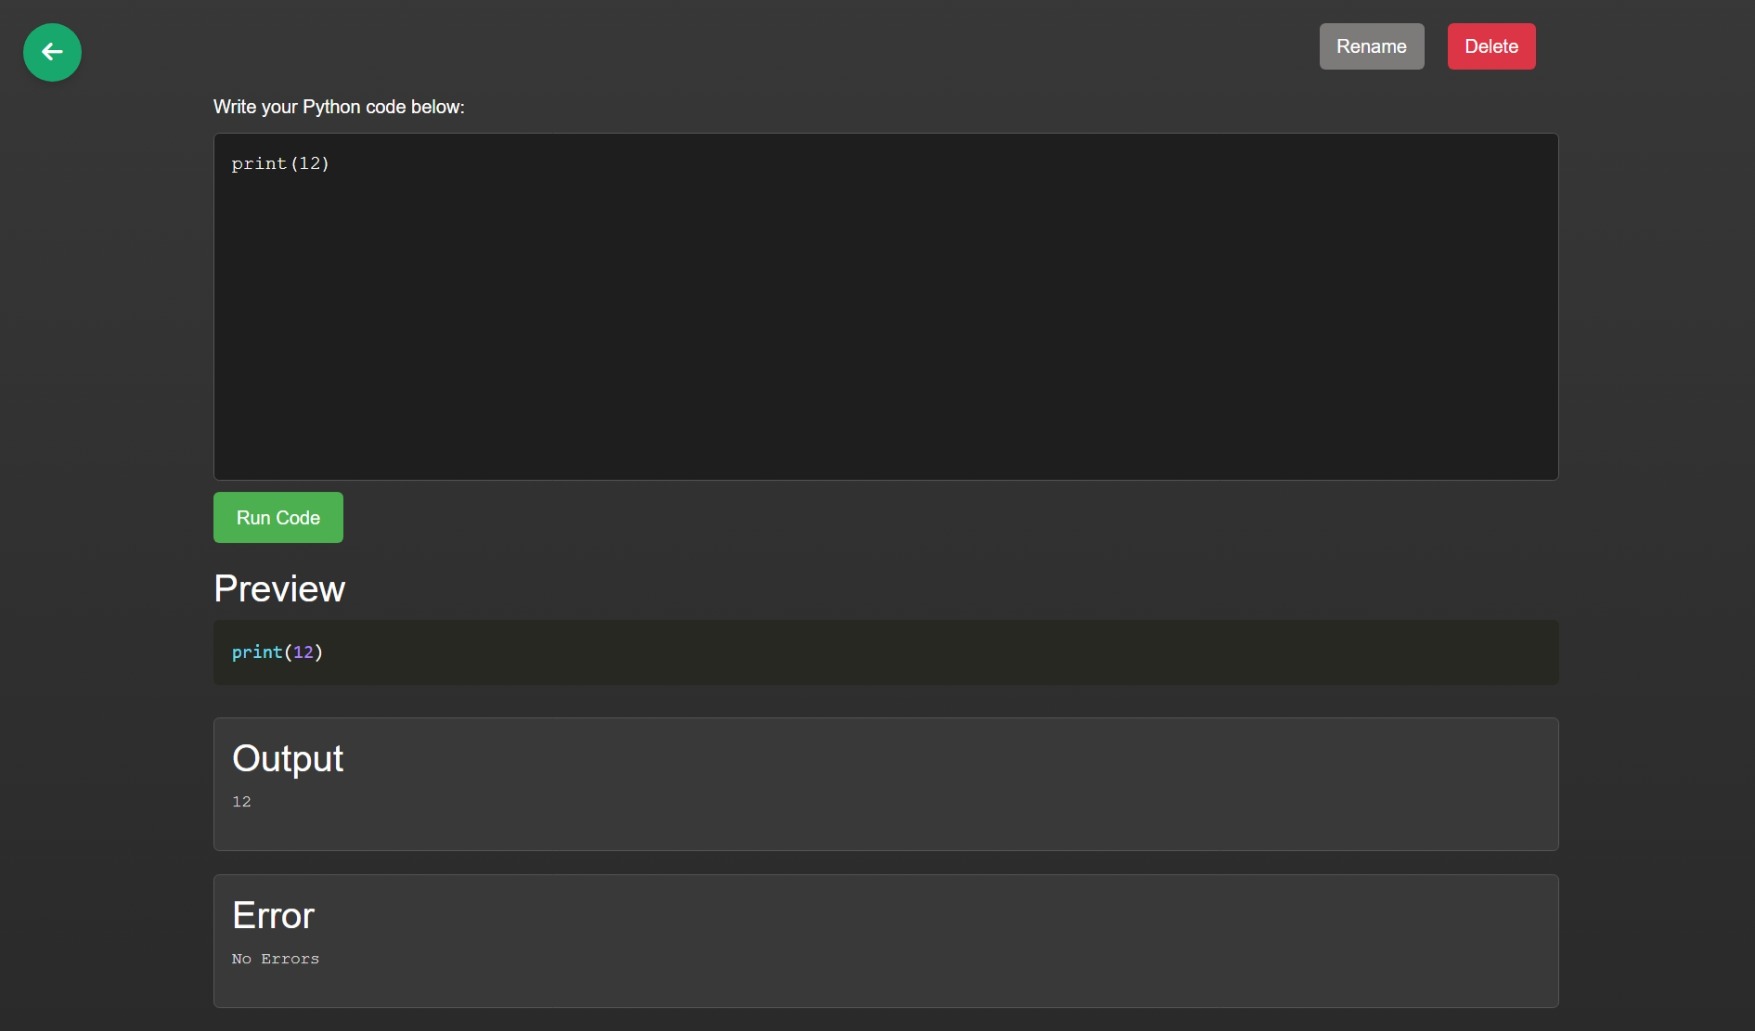 Rename
Delete
Write your Python code below:
print(12)
Run Code
Preview
print(12)
Output
12
Error
No Errors